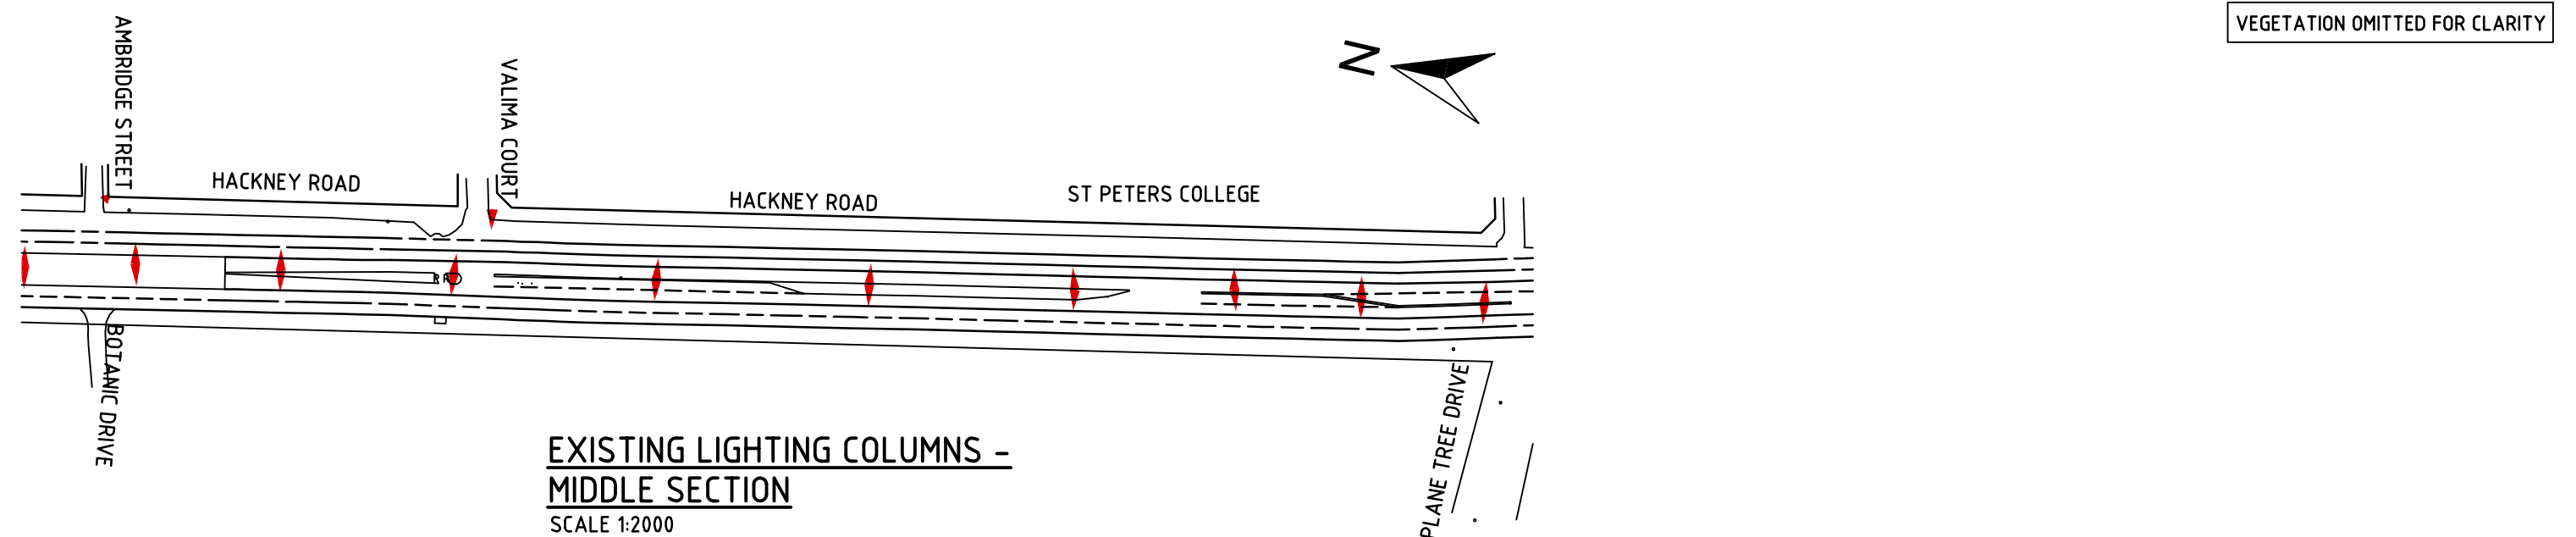 VEGETATION OMITTED FOR CLARITY
N
AMBRIDGE STREET
VALIMA COURT
HACKNEY ROAD
HACKNEY ROAD
ST PETERS COLLEGE
BOTANIC DRIVE
PLANE TREE DRIVE
EXISTING LIGHTING COLUMNS -
MIDDLE SECTION
SCALE 1:2000